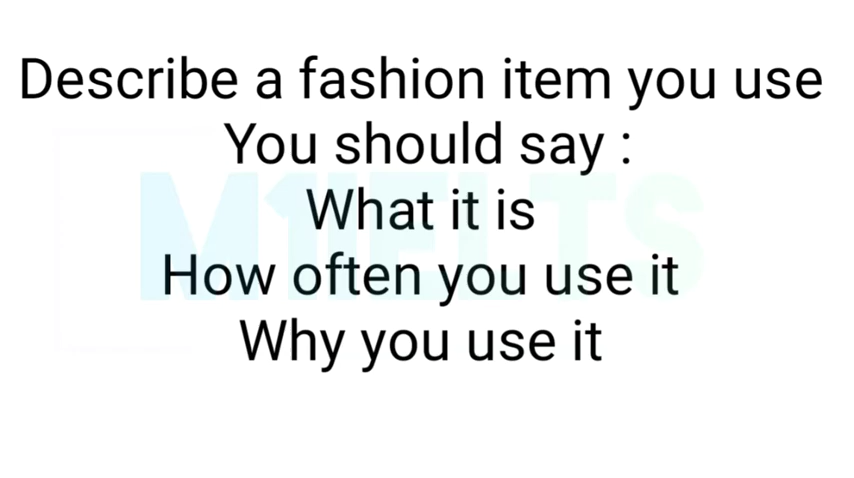 Describe a fashion item you use
You should say :
What it is
How often you use it
Why you use it
M1IELTS